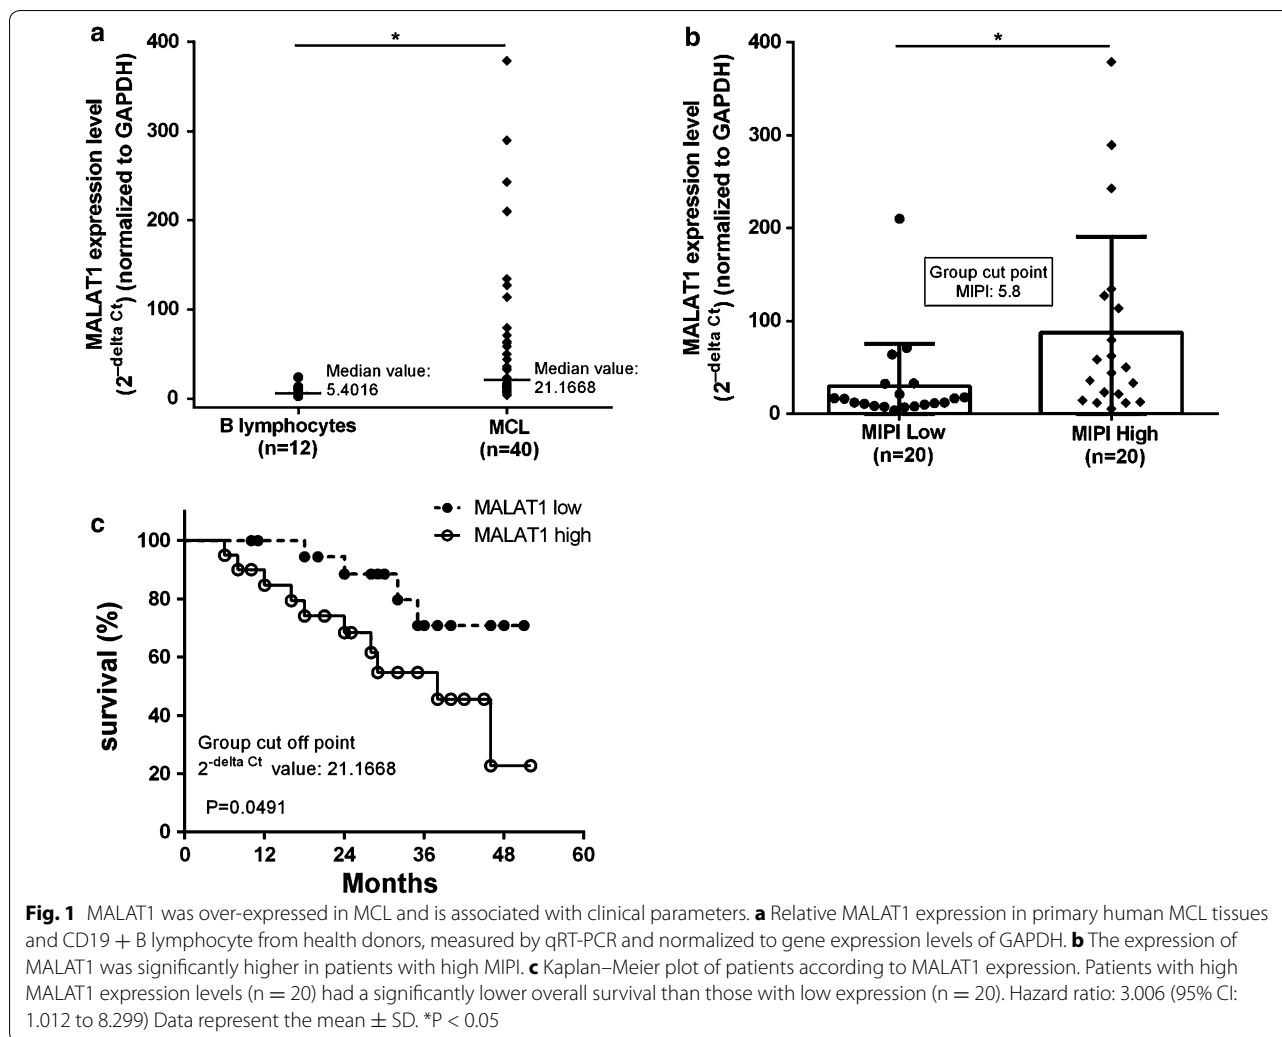 a
MALAT1 expression level
(2^–delta Ct) (normalized to GAPDH)
400
300
200
100
0
*
Median value:
5.4016
Median value:
21.1668
B lymphocytes
(n=12)
MCL
(n=40)
b
MALAT1 expression level
(2^–delta Ct) (normalized to GAPDH)
400
300
200
100
0
*
Group cut point
MIPI: 5.8
MIPI Low
(n=20)
MIPI High
(n=20)
c
MALAT1 low
MALAT1 high
survival (%)
100
80
60
40
20
0
Group cut off point
2^-delta Ct value: 21.1668
P=0.0491
0 12 24 36 48 60
Months
Fig. 1 MALAT1 was over-expressed in MCL and is associated with clinical parameters. a Relative MALAT1 expression in primary human MCL tissues
and CD19 + B lymphocyte from health donors, measured by qRT-PCR and normalized to gene expression levels of GAPDH. b The expression of
MALAT1 was significantly higher in patients with high MIPI. c Kaplan–Meier plot of patients according to MALAT1 expression. Patients with high
MALAT1 expression levels (n = 20) had a significantly lower overall survival than those with low expression (n = 20). Hazard ratio: 3.006 (95% CI:
1.012 to 8.299) Data represent the mean ± SD. *P < 0.05